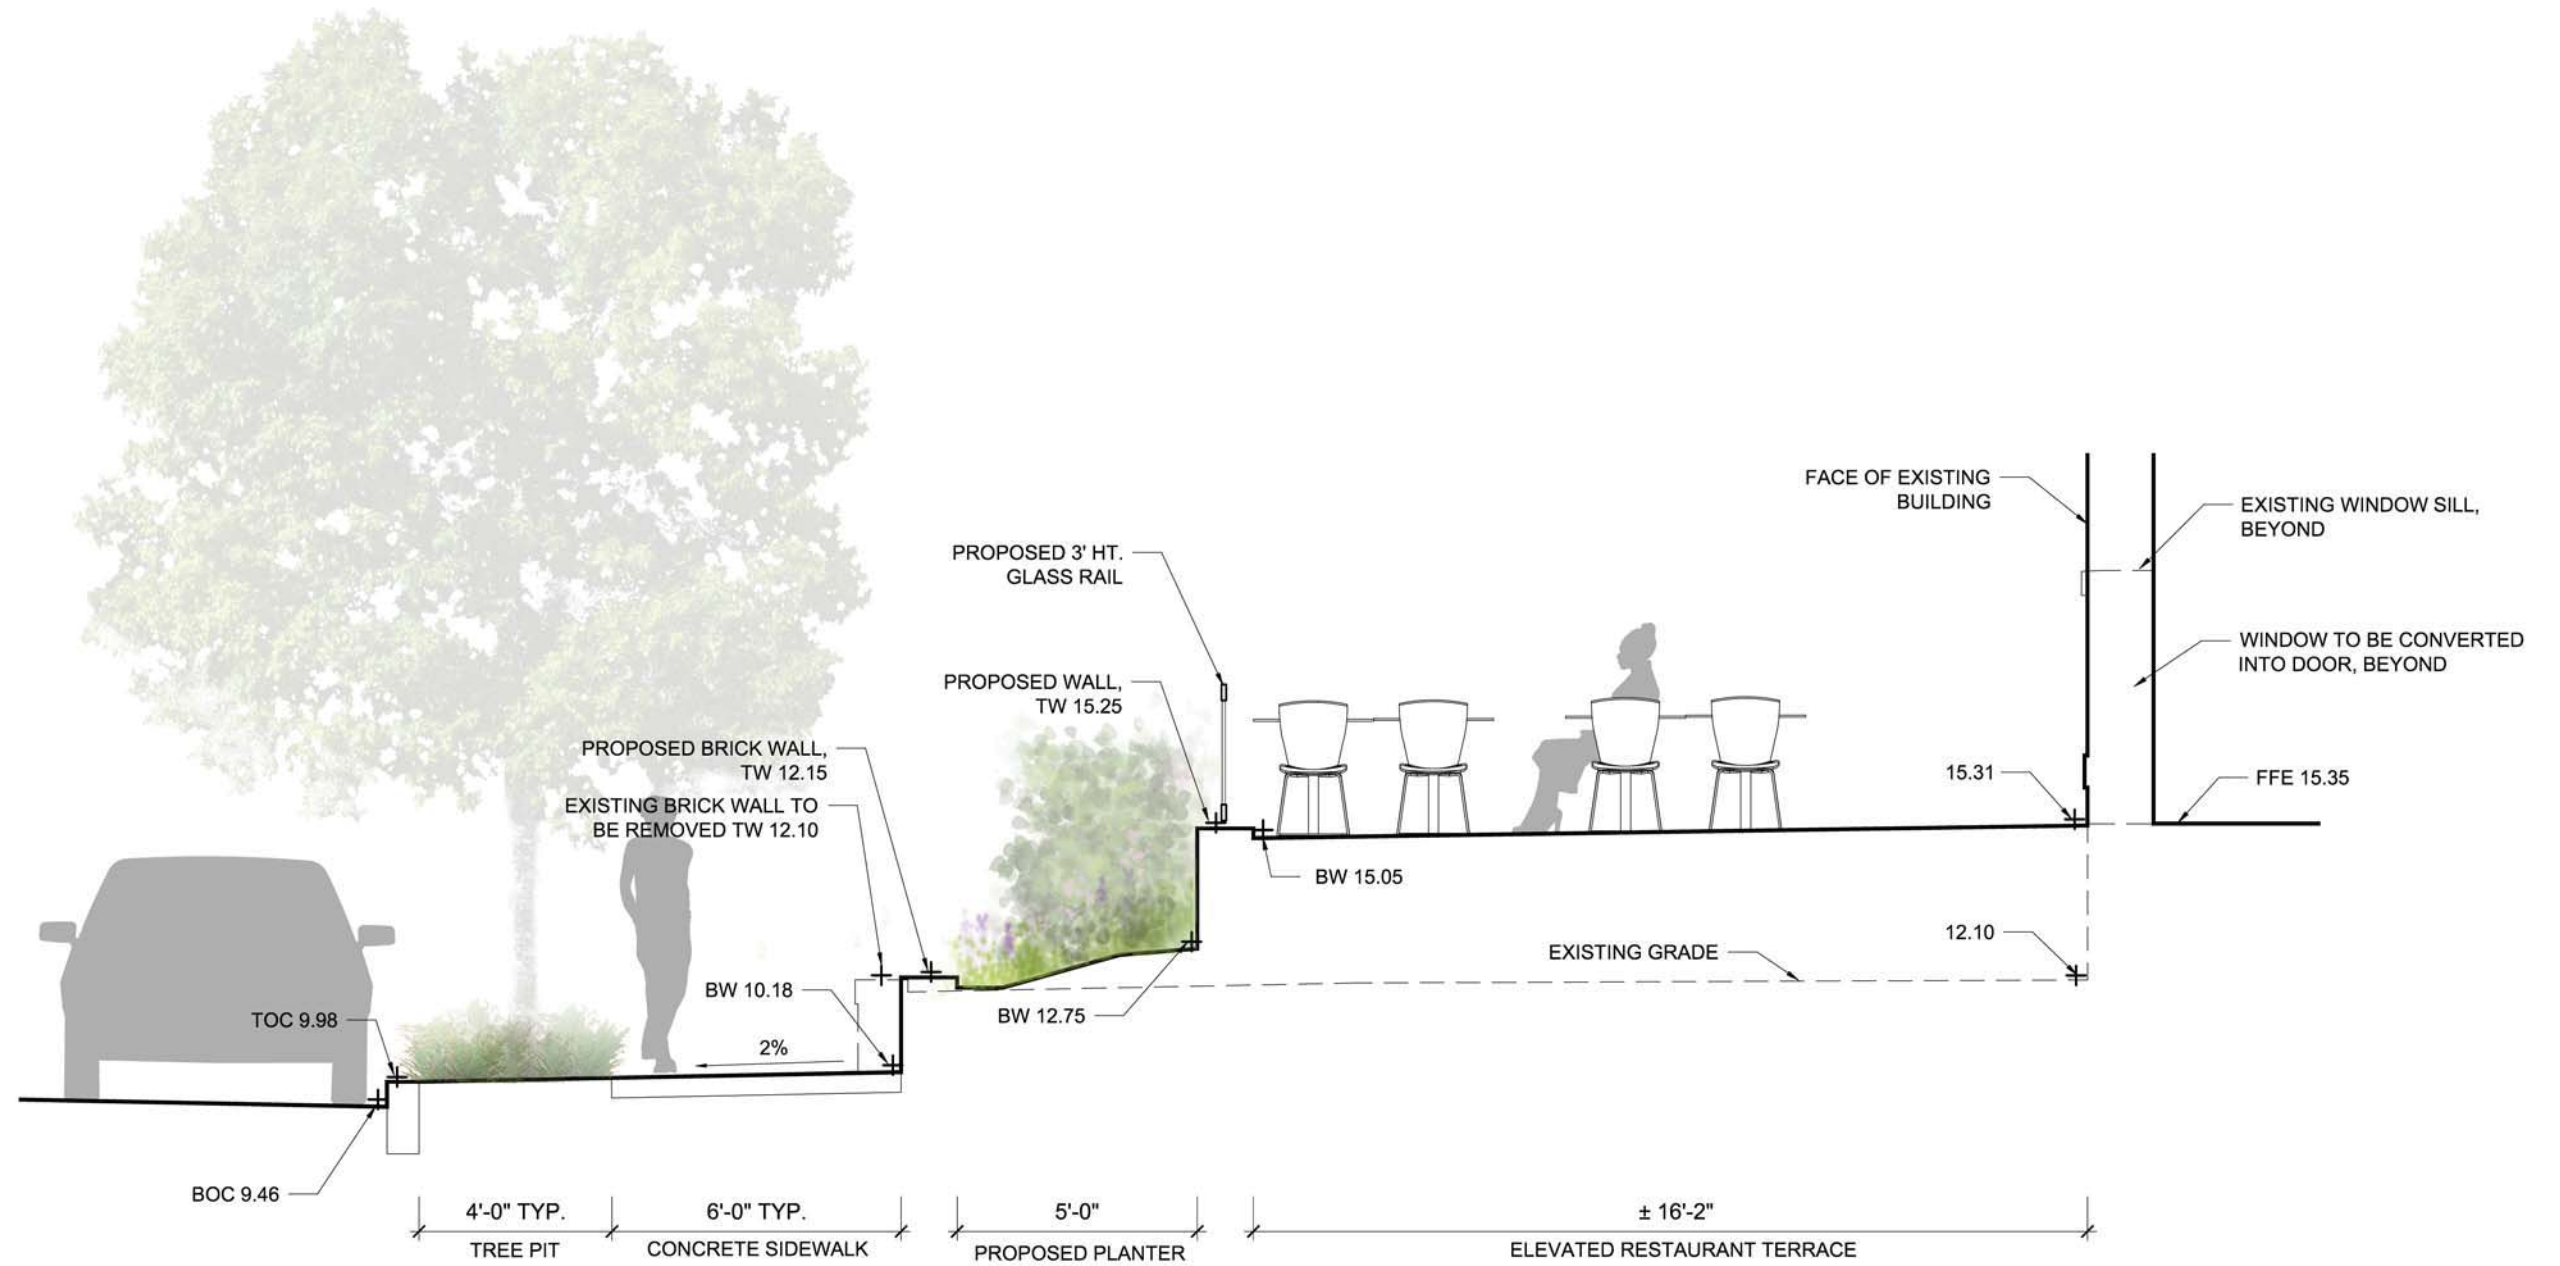 FACE OF EXISTING
BUILDING
EXISTING WINDOW SILL,
BEYOND
PROPOSED 3' HT.
GLASS RAIL
WINDOW TO BE CONVERTED
INTO DOOR, BEYOND
PROPOSED WALL,
TW 15.25
PROPOSED BRICK WALL,
TW 12.15
EXISTING BRICK WALL TO
BE REMOVED TW 12.10
15.31
FFE 15.35
BW 15.05
12.10
EXISTING GRADE
BW 10.18
BW 12.75
TOC 9.98
2%
BOC 9.46
4'-0" TYP.
TREE PIT
6'-0" TYP.
CONCRETE SIDEWALK
5'-0"
PROPOSED PLANTER
± 16'-2"
ELEVATED RESTAURANT TERRACE